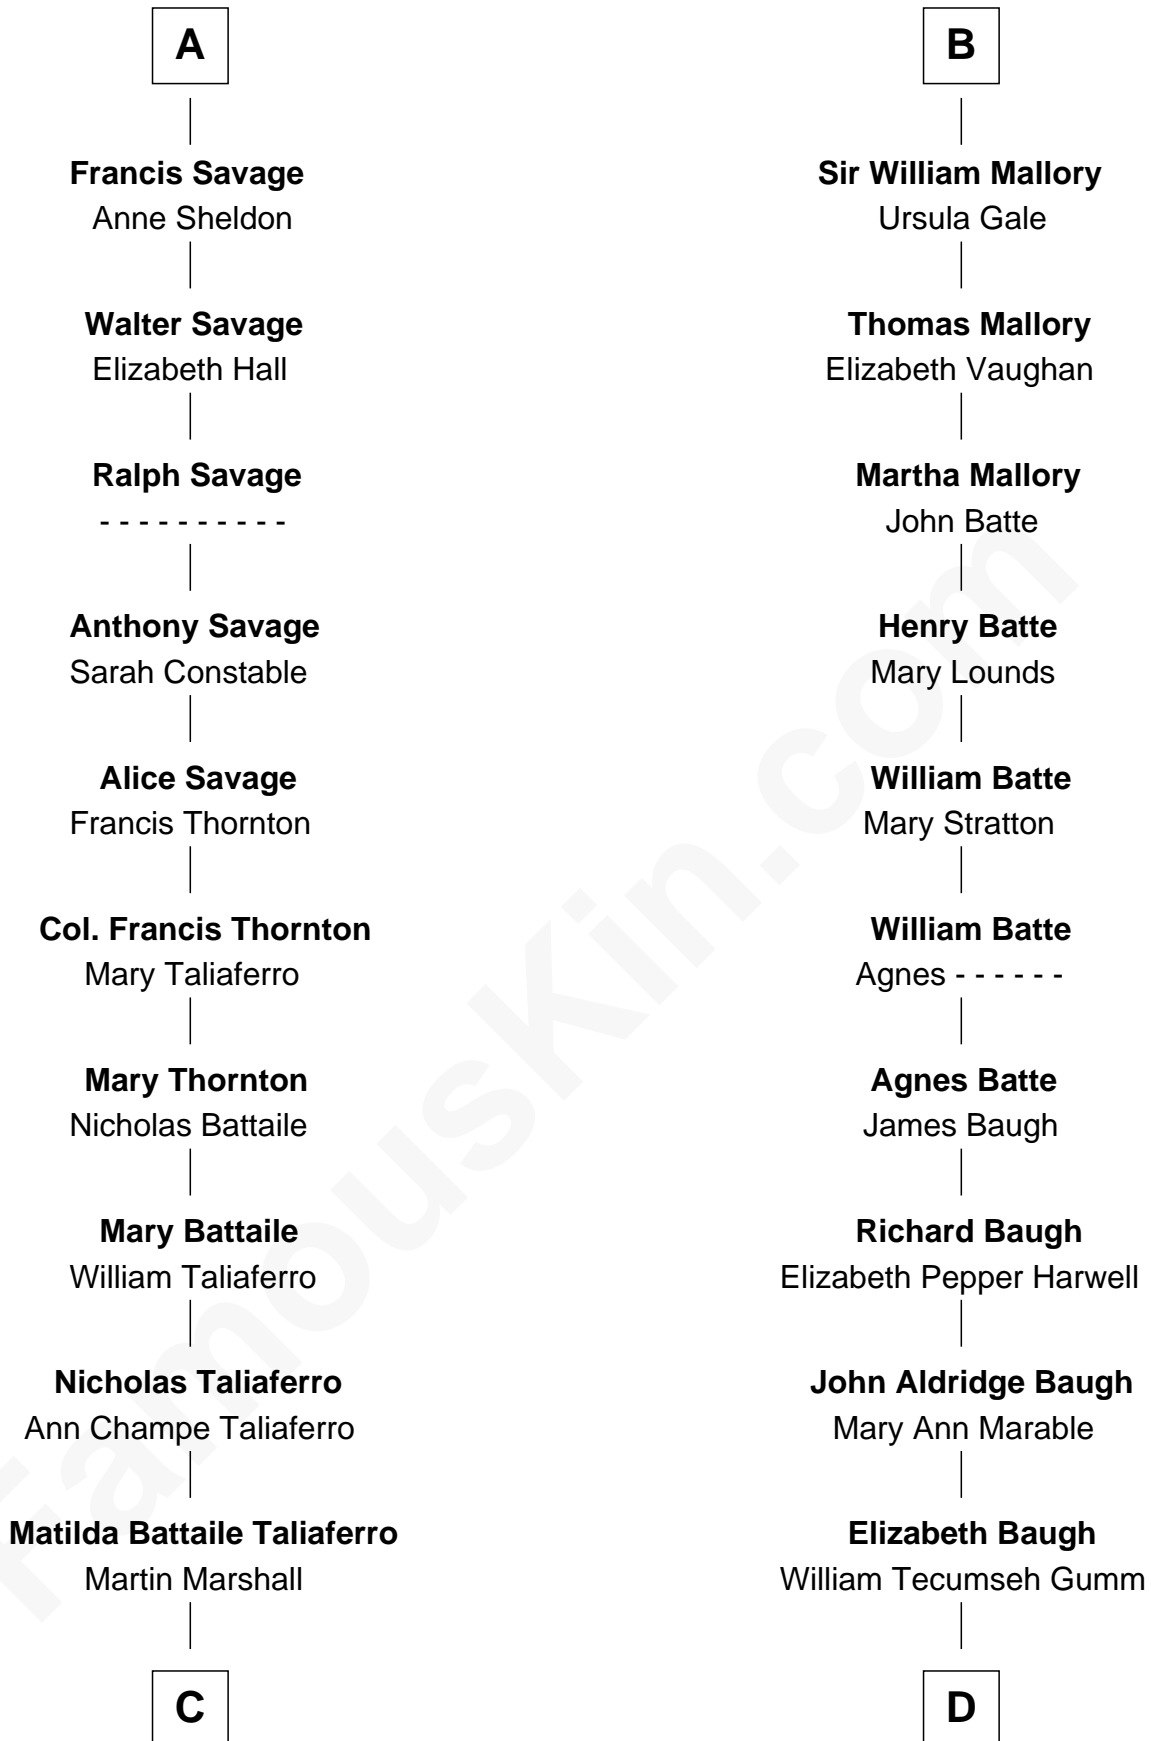 A
Francis Savage
Anne Sheldon
Walter Savage
Elizabeth Hall
Ralph Savage
- - - - - - - - - -
Anthony Savage
Sarah Constable
Alice Savage
Francis Thornton
Col. Francis Thornton
Mary Taliaferro
Mary Thornton
Nicholas Battaile
Mary Battaile
William Taliaferro
Nicholas Taliaferro
Ann Champe Taliaferro
Matilda Battaile Taliaferro
Martin Marshall
C
B
Sir William Mallory
Ursula Gale
Thomas Mallory
Elizabeth Vaughan
Martha Mallory
John Batte
Henry Batte
Mary Lounds
William Batte
Mary Stratton
William Batte
Agnes - - - - - -
Agnes Batte
James Baugh
Richard Baugh
Elizabeth Pepper Harwell
John Aldridge Baugh
Mary Ann Marable
Elizabeth Baugh
William Tecumseh Gumm
D
FamousKin.com